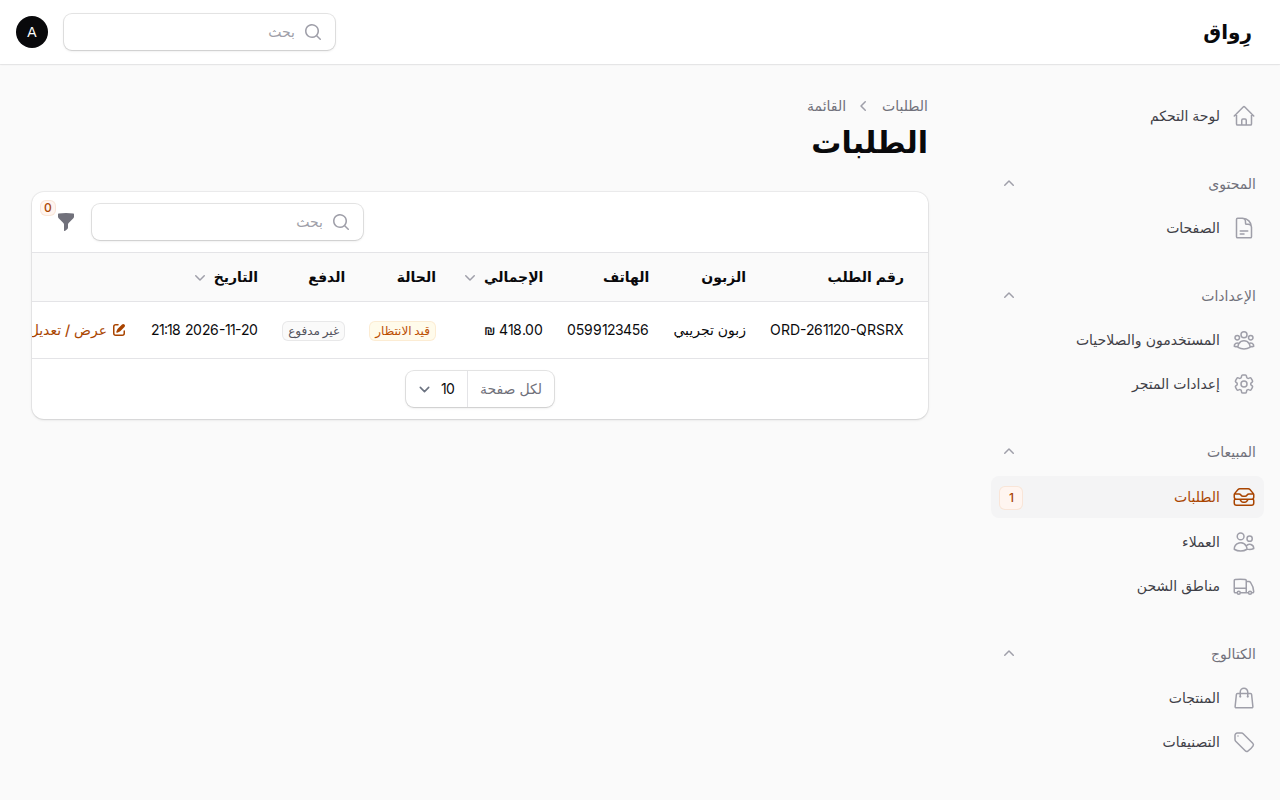 رِواق
بحث
A
لوحة التحكم
المحتوى
الصفحات
الإعدادات
المستخدمون والصلاحيات
إعدادات المتجر
المبيعات
الطلبات 1
العملاء
مناطق الشحن
الكتالوج
المنتجات
التصنيفات
الطلبات القائمة
الطلبات
بحث
0
رقم الطلب الزبون الهاتف الإجمالي الحالة الدفع التاريخ
ORD-261120-QRSRX زبون تجريبي 0599123456 418.00 ₪ قيد الانتظار غير مدفوع 2026-11-20 21:18 عرض / تعديل
لكل صفحة 10